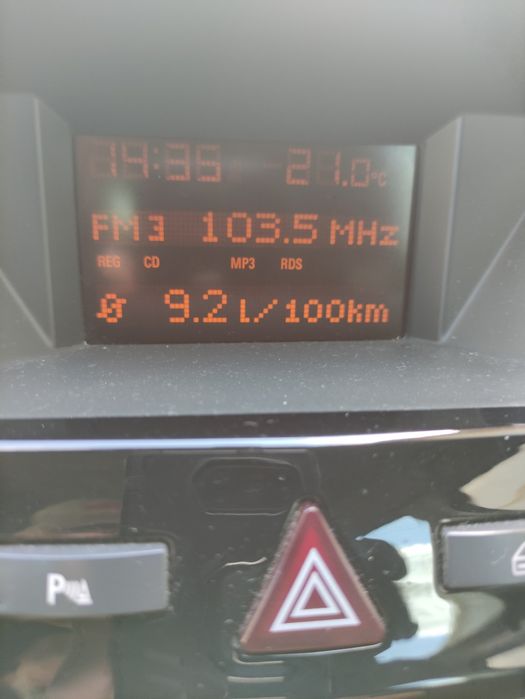 14:35 21.0°C
FM3 103.5 MHz
REG CD MP3 RDS
Ø 9.2 l/100km
P